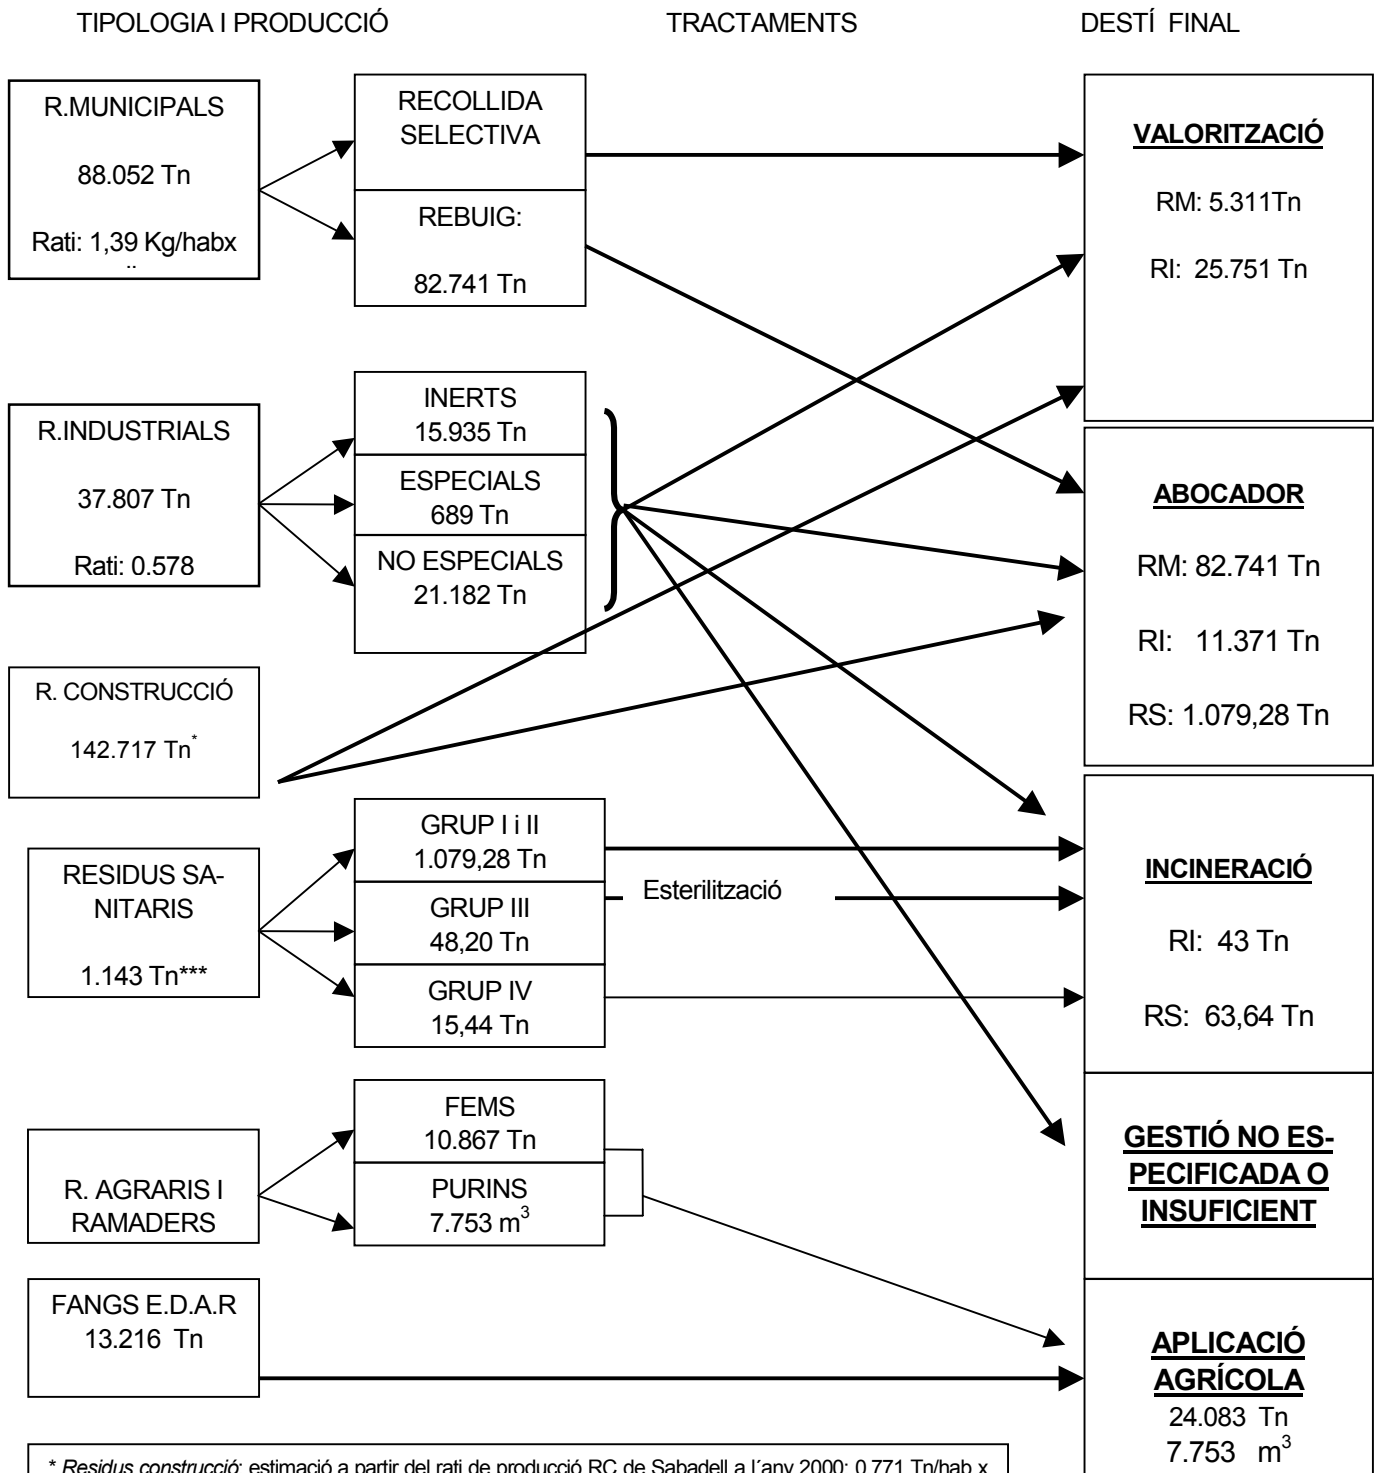 TIPOLOGIA I PRODUCCIÓ
TRACTAMENTS
DESTÍ FINAL
R.MUNICIPALS
88.052 Tn
Rati: 1,39 Kg/habx
RECOLLIDA
SELECTIVA
REBUIG:
82.741 Tn
VALORITZACIÓ
RM: 5.311Tn
RI: 25.751 Tn
R.INDUSTRIALS
37.807 Tn
Rati: 0.578
INERTS
15.935 Tn
ESPECIALS
689 Tn
NO ESPECIALS
21.182 Tn
ABOCADOR
RM: 82.741 Tn
RI: 11.371 Tn
RS: 1.079,28 Tn
R. CONSTRUCCIÓ
142.717 Tn*
RESIDUS SA-
NITARIS
1.143 Tn***
GRUP I i II
1.079,28 Tn
GRUP III
48,20 Tn
GRUP IV
15,44 Tn
Esterilització
INCINERACIÓ
RI: 43 Tn
RS: 63,64 Tn
R. AGRARIS I
RAMADERS
FEMS
10.867 Tn
PURINS
7.753 m³
GESTIÓ NO ES-
PECIFICADA O
INSUFICIENT
FANGS E.D.A.R
13.216 Tn
APLICACIÓ
AGRÍCOLA
24.083 Tn
7.753 m³
* Residus construcció: estimació a partir del rati de producció RC de Sabadell a l´any 2000: 0,771 Tn/hab x